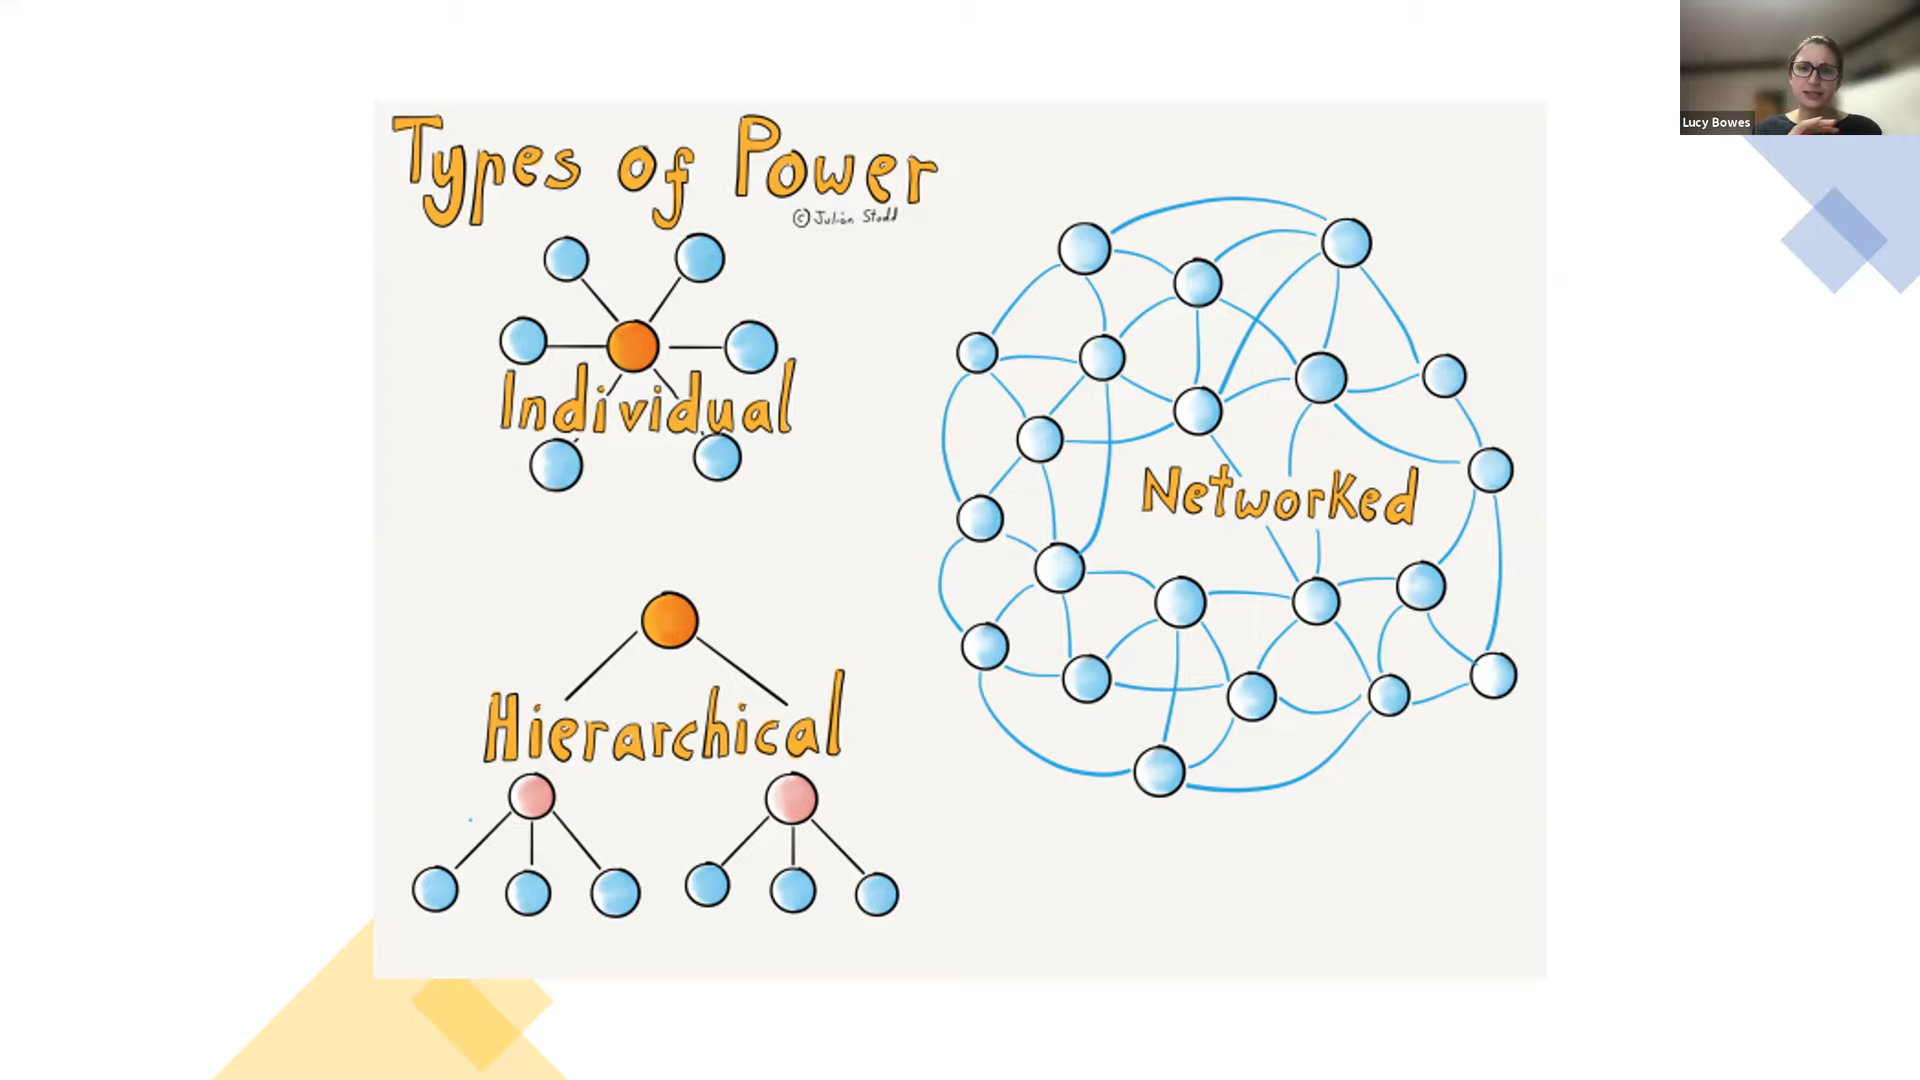 Types of Power
© Julian Stodd
Individual
Networked
Hierarchical
Lucy Bowes